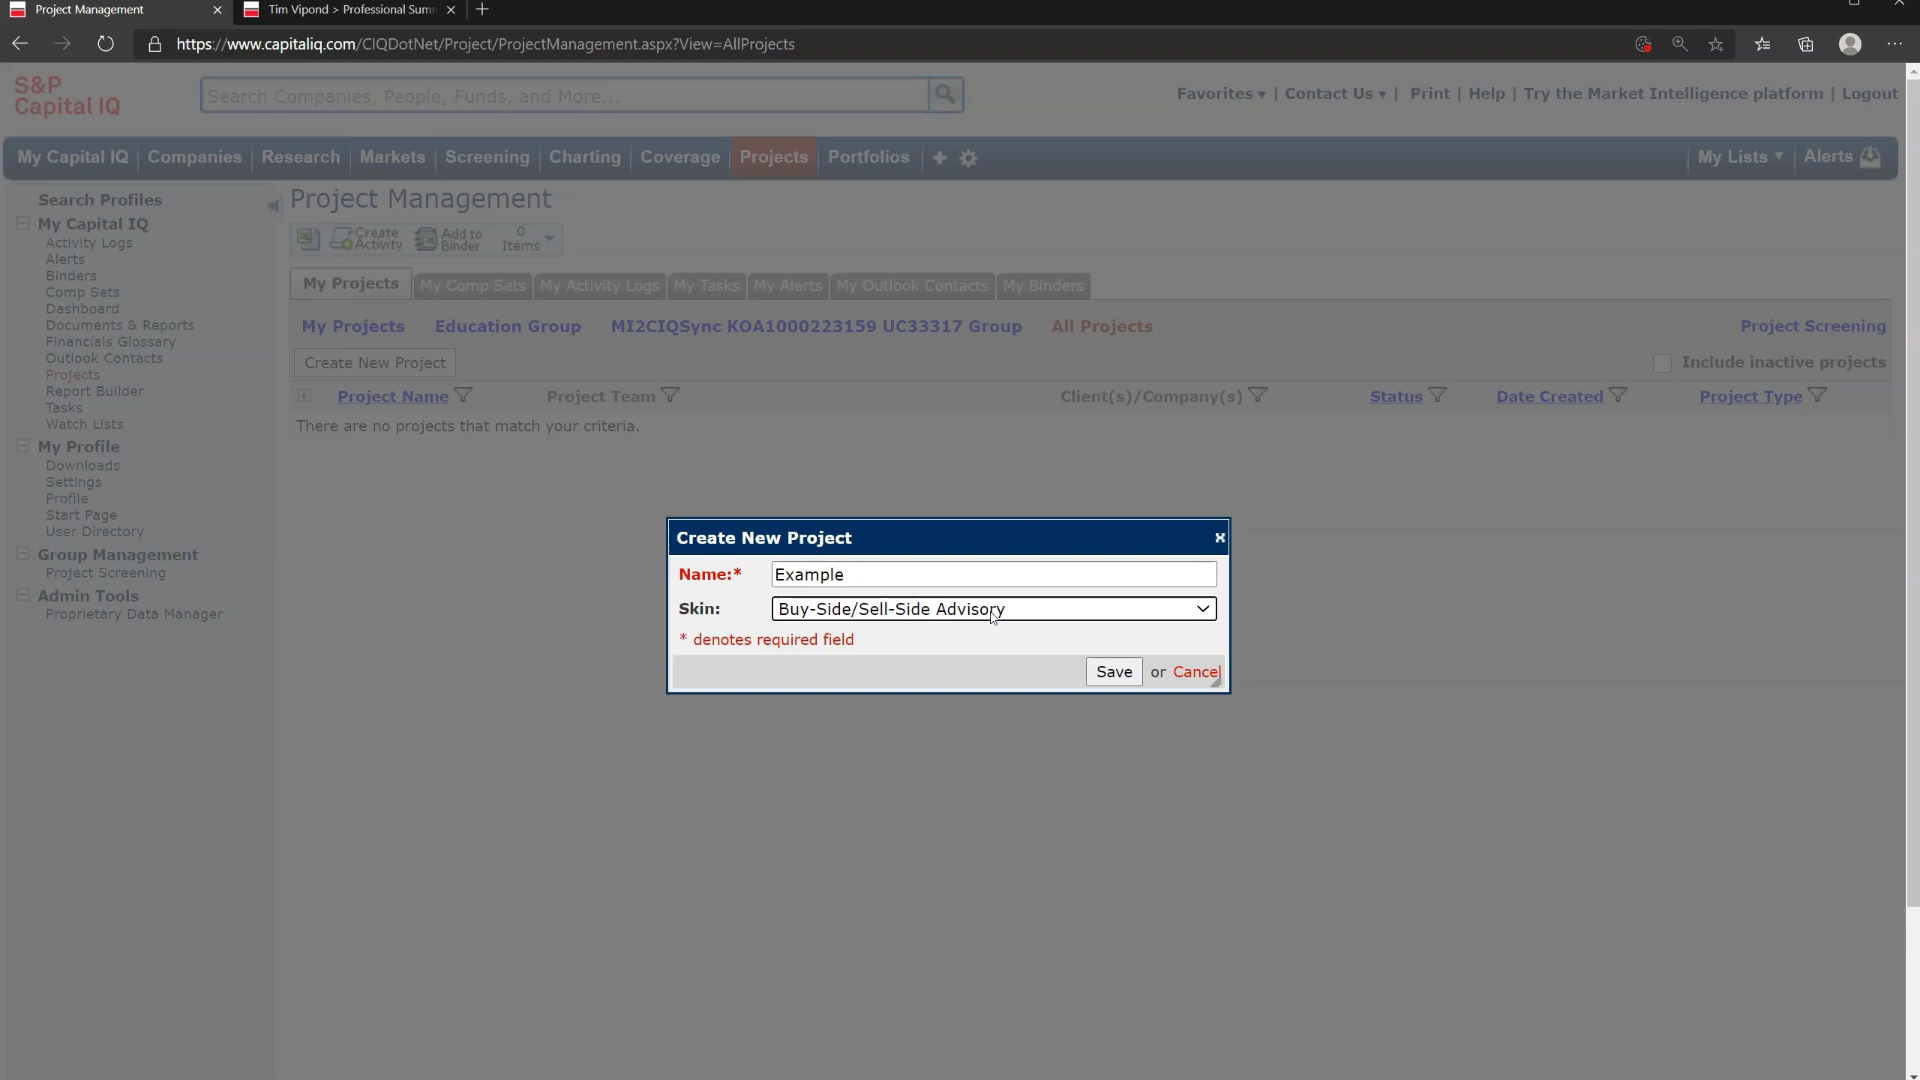 Project Management
Tim Vipond > Professional Sum
https://www.capitaliq.com/CIQDotNet/Project/ProjectManagement.aspx?View=AllProjects
S&P
Capital IQ
Search Companies, People, Funds, and More...
Favorites | Contact Us | Print | Help | Try the Market Intelligence platform | Logout
My Capital IQ Companies Research Markets Screening Charting Coverage Projects Portfolios My Lists Alerts
Search Profiles
My Capital IQ
Activity Logs
Alerts
Binders
Comp Sets
Dashboard
Documents & Reports
Financials Glossary
Outlook Contacts
Projects
Report Builder
Tasks
Watch Lists
My Profile
Downloads
Settings
Profile
Start Page
User Directory
Group Management
Project Screening
Admin Tools
Proprietary Data Manager
Project Management
Create Activity Add to Binder 0 Items
My Projects My Comp Sets My Activity Logs My Tasks My Alerts My Outlook Contacts My Binders
My Projects Education Group MI2CIQSync KOA1000223159 UC33317 Group All Projects Project Screening
Create New Project Include inactive projects
Project Name Project Team Client(s)/Company(s) Status Date Created Project Type
There are no projects that match your criteria.
Create New Project x
Name:* Example
Skin: Buy-Side/Sell-Side Advisory
* denotes required field
Save or Cancel